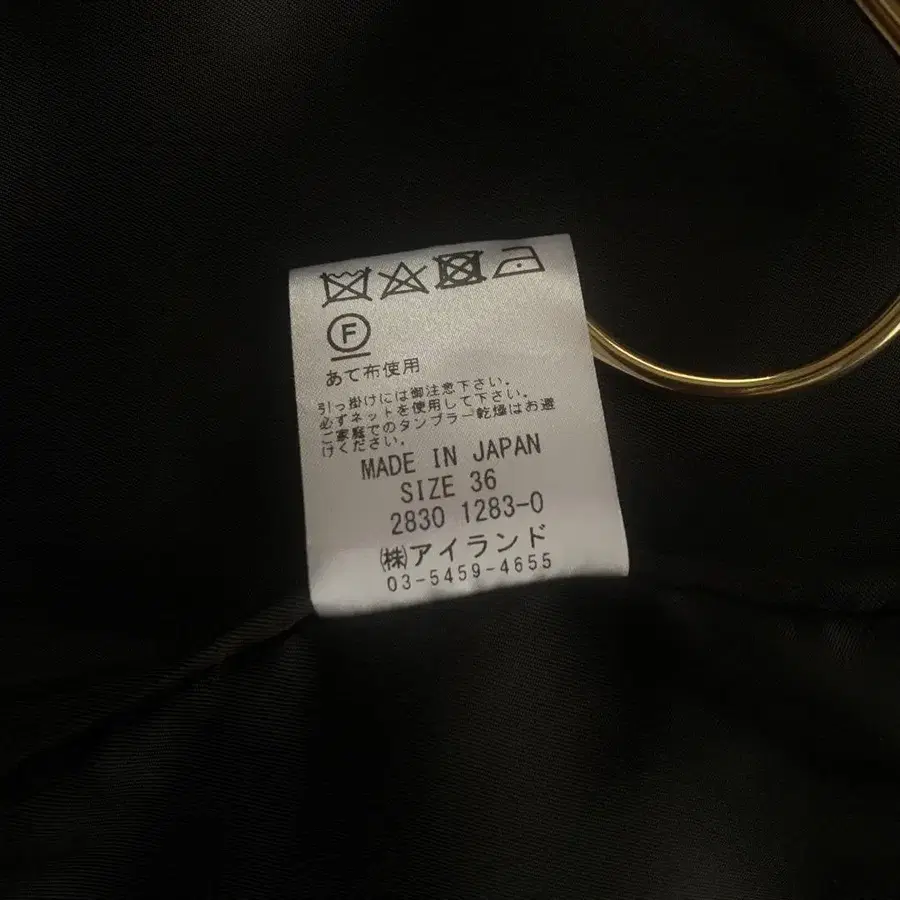 F
あて布使用
引っ掛けには御注意下さい。
必ずネットを使用して下さい。
ご家庭でのタンブラー乾燥はお避
けください。
MADE IN JAPAN
SIZE 36
2830 1283-0
㈱アイランド
03-5459-4655